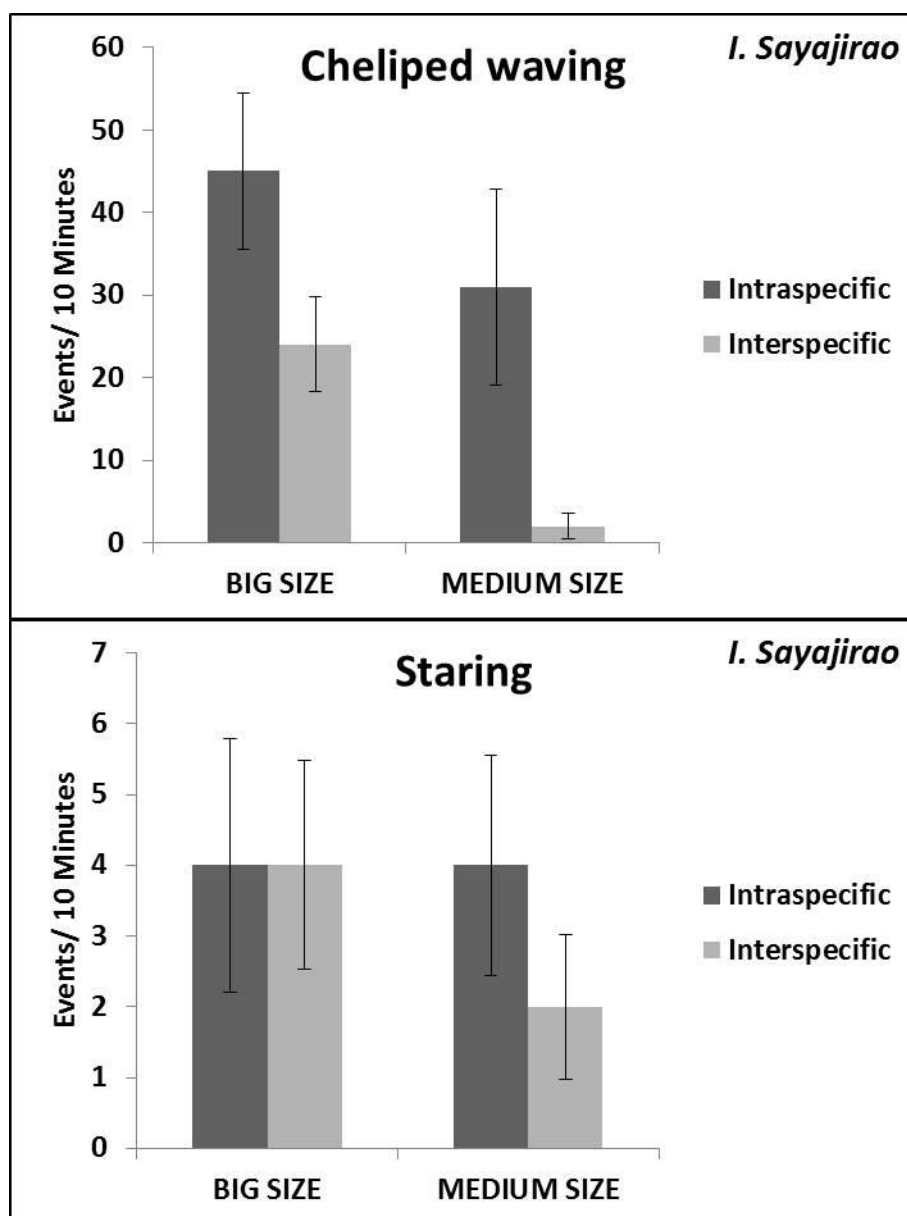 Cheliped waving
I. Sayajirao
Events/ 10 Minutes
60
50
40
30
20
10
0
BIG SIZE
MEDIUM SIZE
Intraspecific
Interspecific
Staring
I. Sayajirao
Events/ 10 Minutes
7
6
5
4
3
2
1
0
BIG SIZE
MEDIUM SIZE
Intraspecific
Interspecific